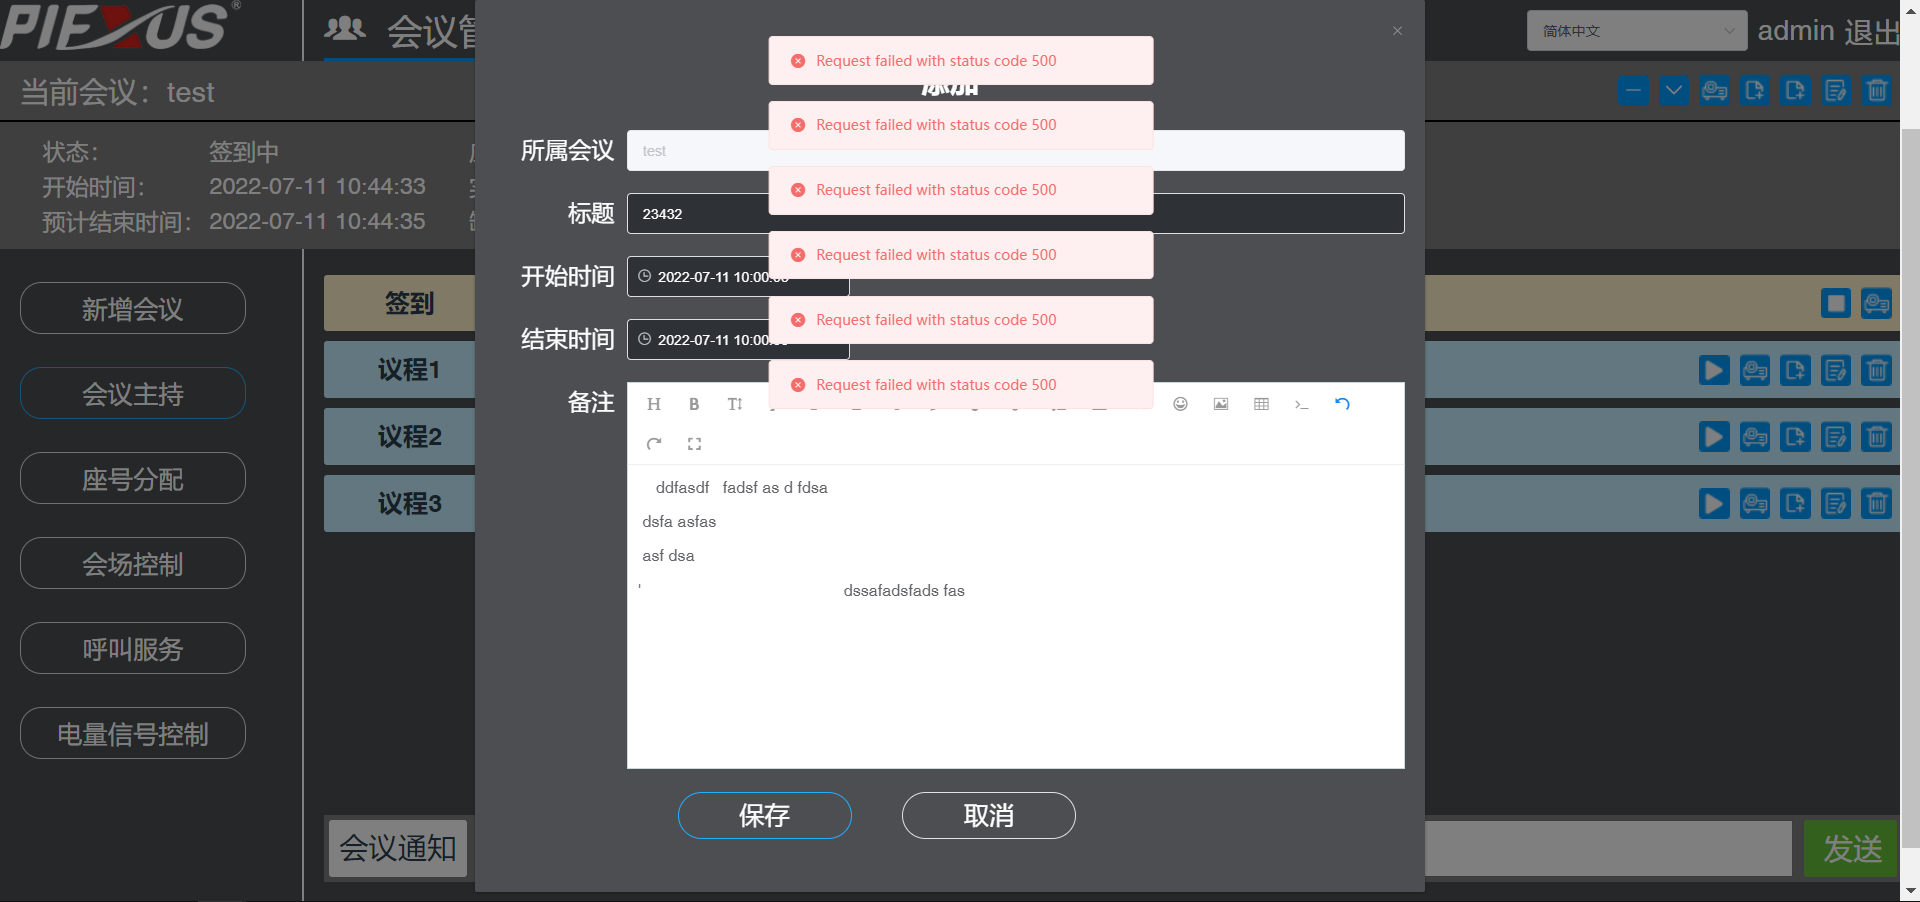 PIEXUS®
会议管
简体中文
admin 退出
当前会议：test
状态：
签到中
开始时间：
2022-07-11 10:44:33
预计结束时间：
2022-07-11 10:44:35
新增会议
会议主持
座号分配
会场控制
呼叫服务
电量信号控制
签到
议程1
议程2
议程3
会议通知
发送
添加
Request failed with status code 500
Request failed with status code 500
Request failed with status code 500
Request failed with status code 500
Request failed with status code 500
Request failed with status code 500
所属会议
test
标题
23432
开始时间
2022-07-11 10:00:
结束时间
2022-07-11 10:00:
备注
H B T
ddfasdf fadsf as d fdsa
dsfa asfas
asf dsa
' dssafadsfads fas
保存
取消